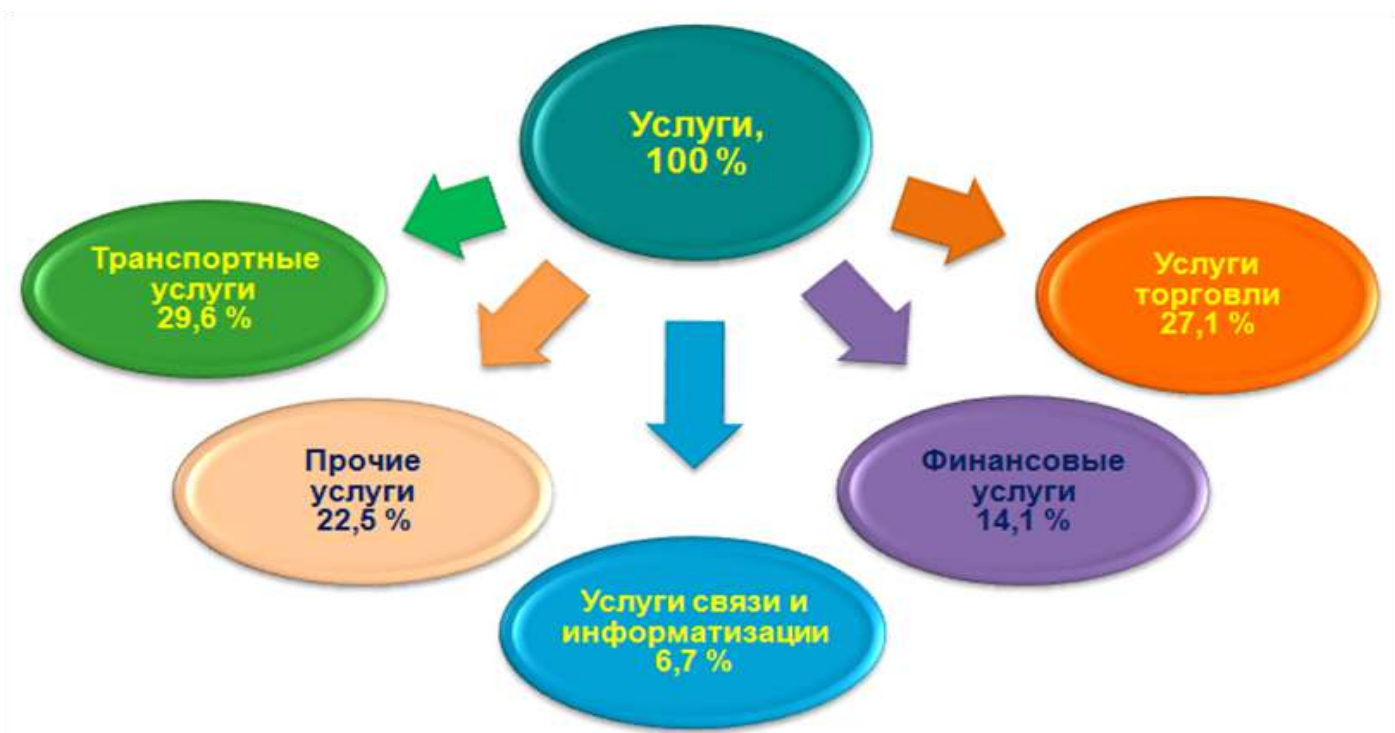 Услуги,
100 %
Транспортные
услуги
29,6 %
Услуги
торговли
27,1 %
Прочие
услуги
22,5 %
Финансовые
услуги
14,1 %
Услуги связи и
информатизации
6,7 %